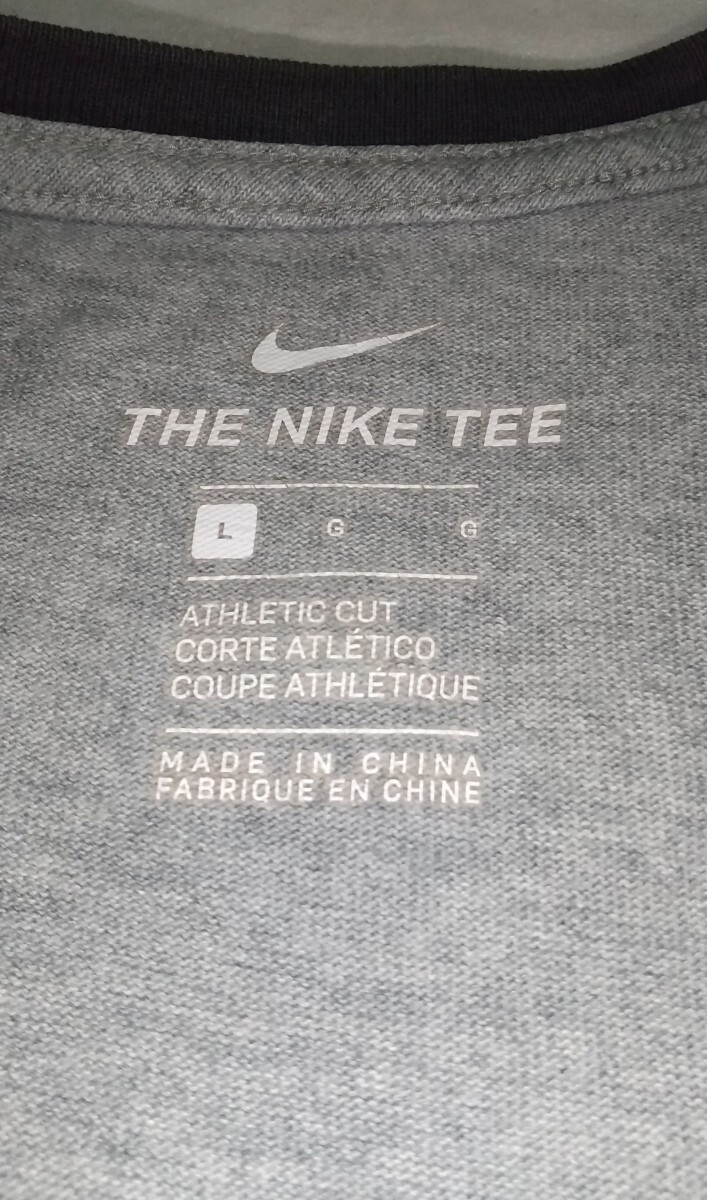 THE NIKE TEE
L G G
ATHLETIC CUT
CORTE ATLÉTICO
COUPE ATHLÉTIQUE
MADE IN CHINA
FABRIQUE EN CHINE